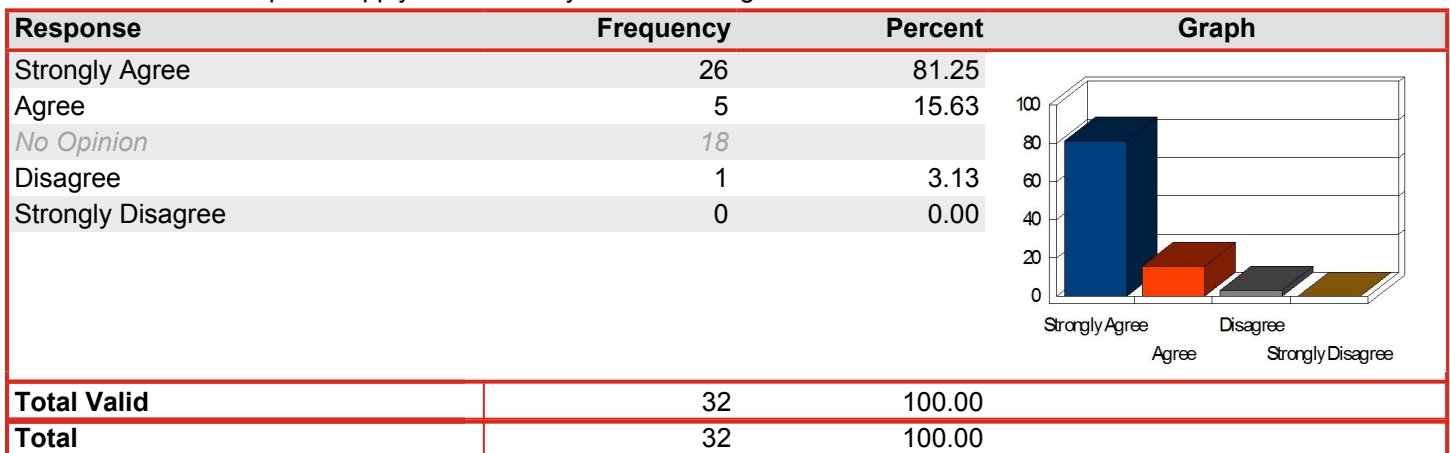 Response Frequency Percent Graph
Strongly Agree 26 81.25
Agree 5 15.63
No Opinion 18
Disagree 1 3.13
Strongly Disagree 0 0.00
100
80
60
40
20
0
Strongly Agree Disagree
Agree Strongly Disagree
Total Valid 32 100.00
Total 32 100.00